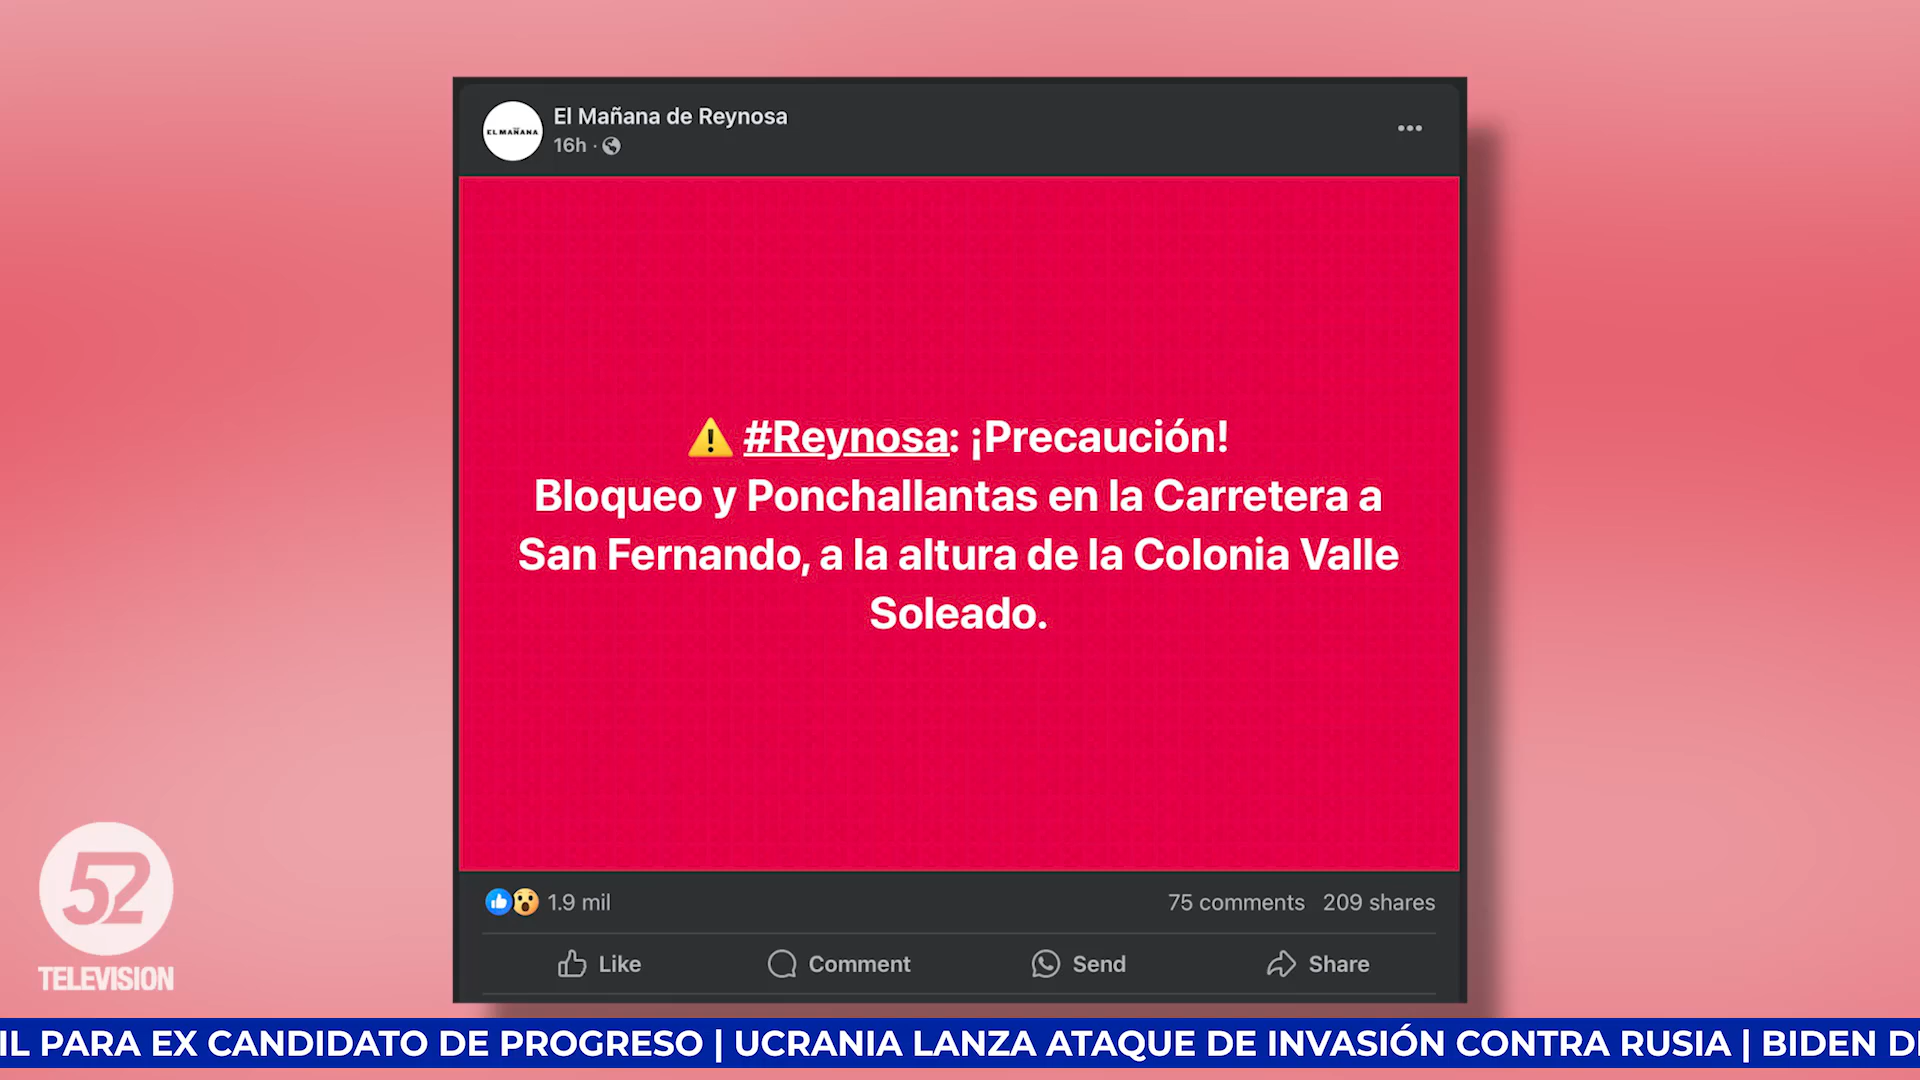 EL MAÑANA
El Mañana de Reynosa
16h ·
#Reynosa: ¡Precaución!
Bloqueo y Ponchallantas en la Carretera a
San Fernando, a la altura de la Colonia Valle
Soleado.
1.9 mil
75 comments 209 shares
Like Comment Send Share
52
TELEVISION
IL PARA EX CANDIDATO DE PROGRESO | UCRANIA LANZA ATAQUE DE INVASIÓN CONTRA RUSIA | BIDEN D